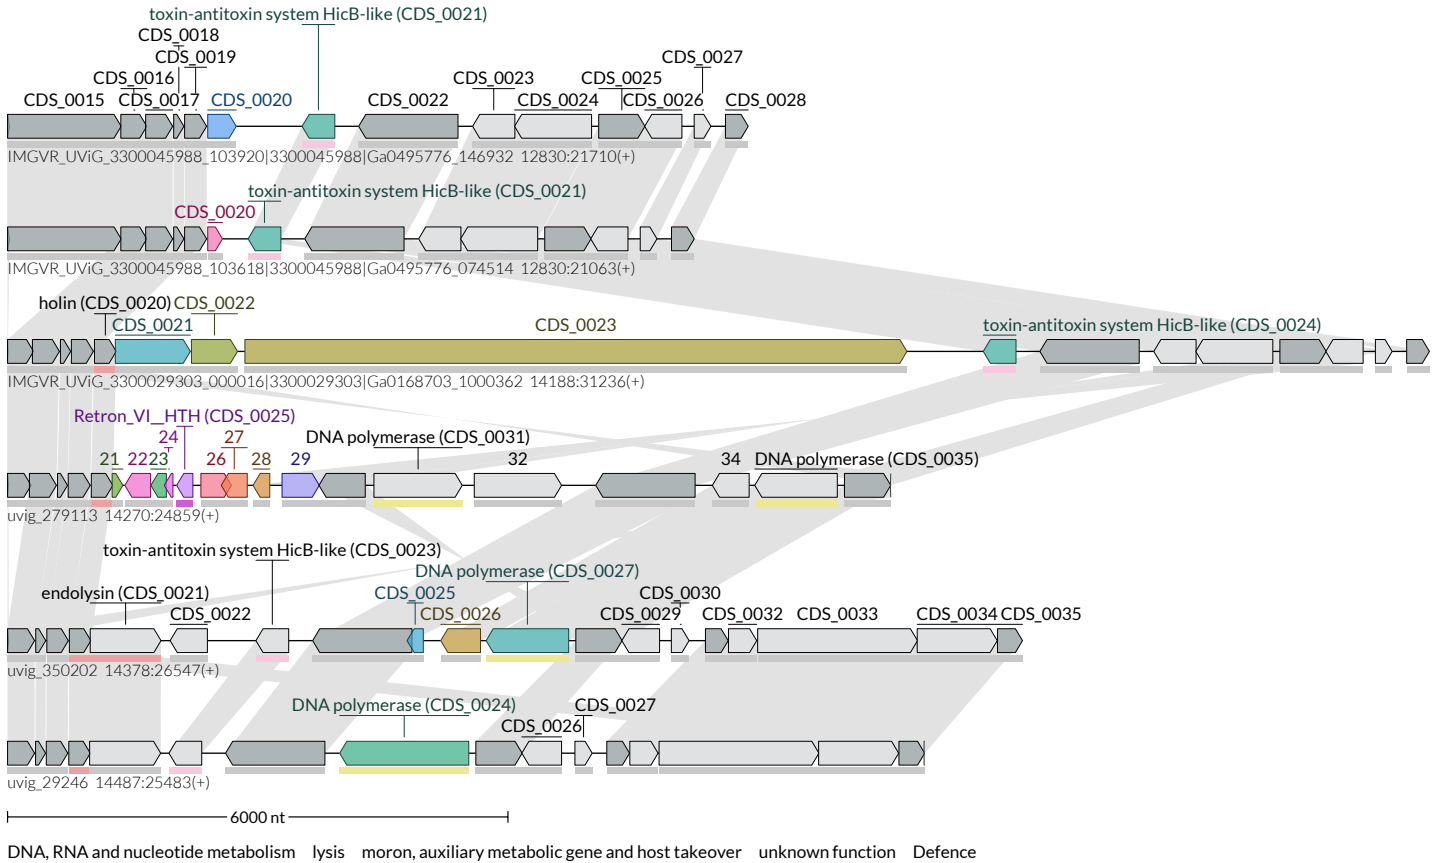 toxin-antitoxin system HicB-like (CDS_0021)
CDS_0018
CDS_0019 CDS_0027
CDS_0016 CDS_0023 CDS_0025
CDS_0015 CDS_0017 CDS_0020 CDS_0022 CDS_0024 CDS_0026 CDS_0028
IMGVR_UViG_3300045988_103920|3300045988|Ga0495776_146932 12830:21710(+)
toxin-antitoxin system HicB-like (CDS_0021)
CDS_0020
IMGVR_UViG_3300045988_103618|3300045988|Ga0495776_074514 12830:21063(+)
holin (CDS_0020) CDS_0022
CDS_0021 CDS_0023 toxin-antitoxin system HicB-like (CDS_0024)
IMGVR_UViG_3300029303_000016|3300029303|Ga0168703_1000362 14188:31236(+)
Retron_VI__HTH (CDS_0025)
24 27 DNA polymerase (CDS_0031)
21 22 23 26 28 29 32 34 DNA polymerase (CDS_0035)
uvig_279113 14270:24859(+)
toxin-antitoxin system HicB-like (CDS_0023)
DNA polymerase (CDS_0027)
endolysin (CDS_0021) CDS_0025 CDS_0030
CDS_0022 CDS_0026 CDS_0029 CDS_0032 CDS_0033 CDS_0034 CDS_0035
uvig_350202 14378:26547(+)
DNA polymerase (CDS_0024) CDS_0027
CDS_0026
uvig_29246 14487:25483(+)
6000 nt
DNA, RNA and nucleotide metabolism lysis moron, auxiliary metabolic gene and host takeover unknown function Defence